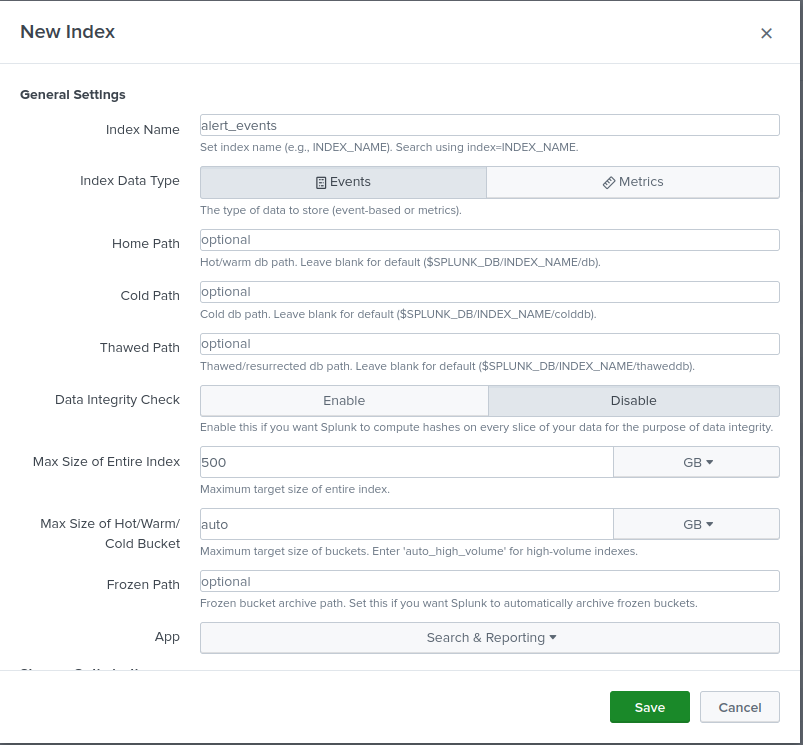 New Index
×
General Settings
Index Name
alert_events
Set index name (e.g., INDEX_NAME). Search using index=INDEX_NAME.
Index Data Type
Events
Metrics
The type of data to store (event-based or metrics).
Home Path
optional
Hot/warm db path. Leave blank for default ($SPLUNK_DB/INDEX_NAME/db).
Cold Path
optional
Cold db path. Leave blank for default ($SPLUNK_DB/INDEX_NAME/colddb).
Thawed Path
optional
Thawed/resurrected db path. Leave blank for default ($SPLUNK_DB/INDEX_NAME/thaweddb).
Data Integrity Check
Enable
Disable
Enable this if you want Splunk to compute hashes on every slice of your data for the purpose of data integrity.
Max Size of Entire Index
500
GB
Maximum target size of entire index.
Max Size of Hot/Warm/
Cold Bucket
auto
GB
Maximum target size of buckets. Enter 'auto_high_volume' for high-volume indexes.
Frozen Path
optional
Frozen bucket archive path. Set this if you want Splunk to automatically archive frozen buckets.
App
Search & Reporting
Save
Cancel